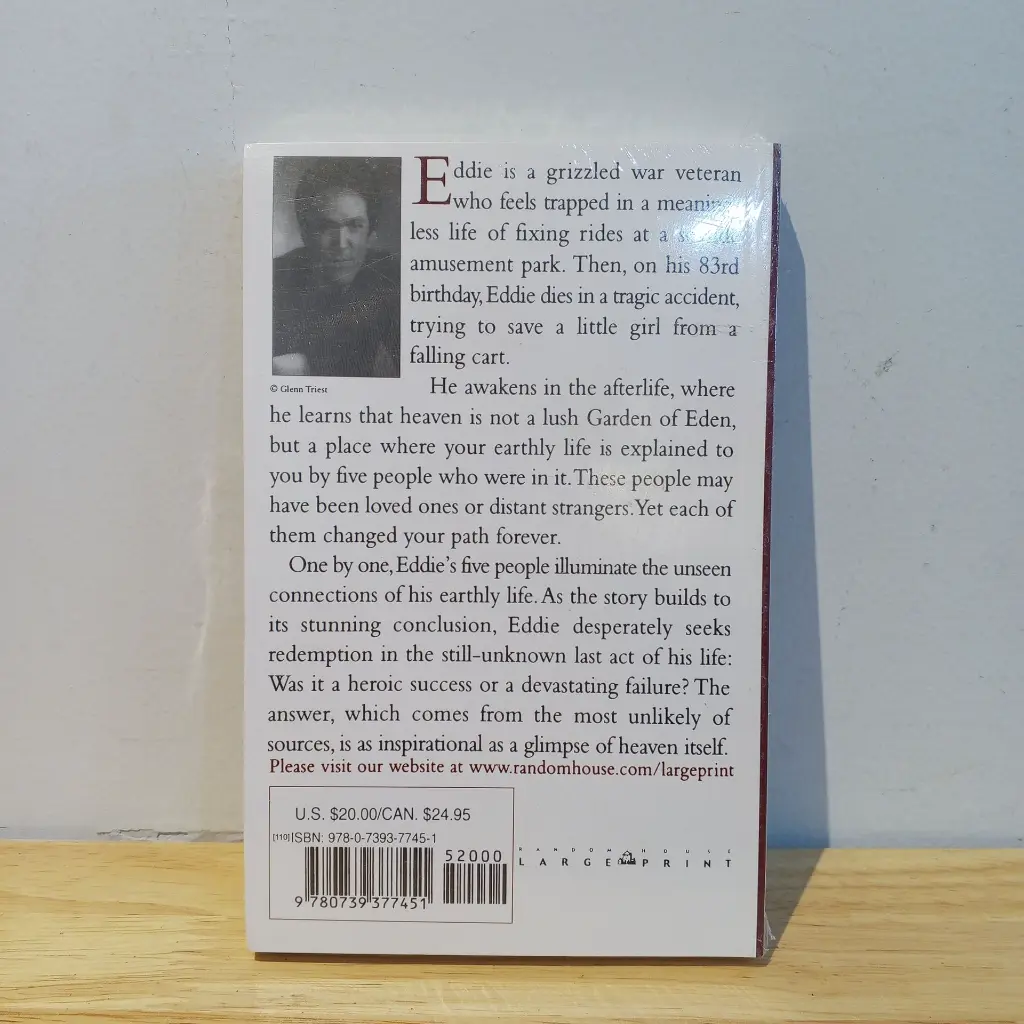 Eddie is a grizzled war veteran
who feels trapped in a
less life of fixing rides at a
amusement park. Then, on his 83rd
birthday, Eddie dies in a tragic accident,
trying to save a little girl from a
falling cart.
© Glenn Triest
He awakens in the afterlife, where
he learns that heaven is not a lush Garden of Eden,
but a place where your earthly life is explained to
you by five people who were in it. These people may
have been loved ones or distant strangers. Yet each of
them changed your path forever.
One by one, Eddie's five people illuminate the unseen
connections of his earthly life. As the story builds to
its stunning conclusion, Eddie desperately seeks
redemption in the still-unknown last act of his life:
Was it a heroic success or a devastating failure? The
answer, which comes from the most unlikely of
sources, is as inspirational as a glimpse of heaven itself.
Please visit our website at www.randomhouse.com/largeprint
U.S. $20.00/CAN. $24.95
[110] ISBN: 978-0-7393-7745-1
52000
9 780739 377451
RANDOM HOUSE
LARGE PRINT